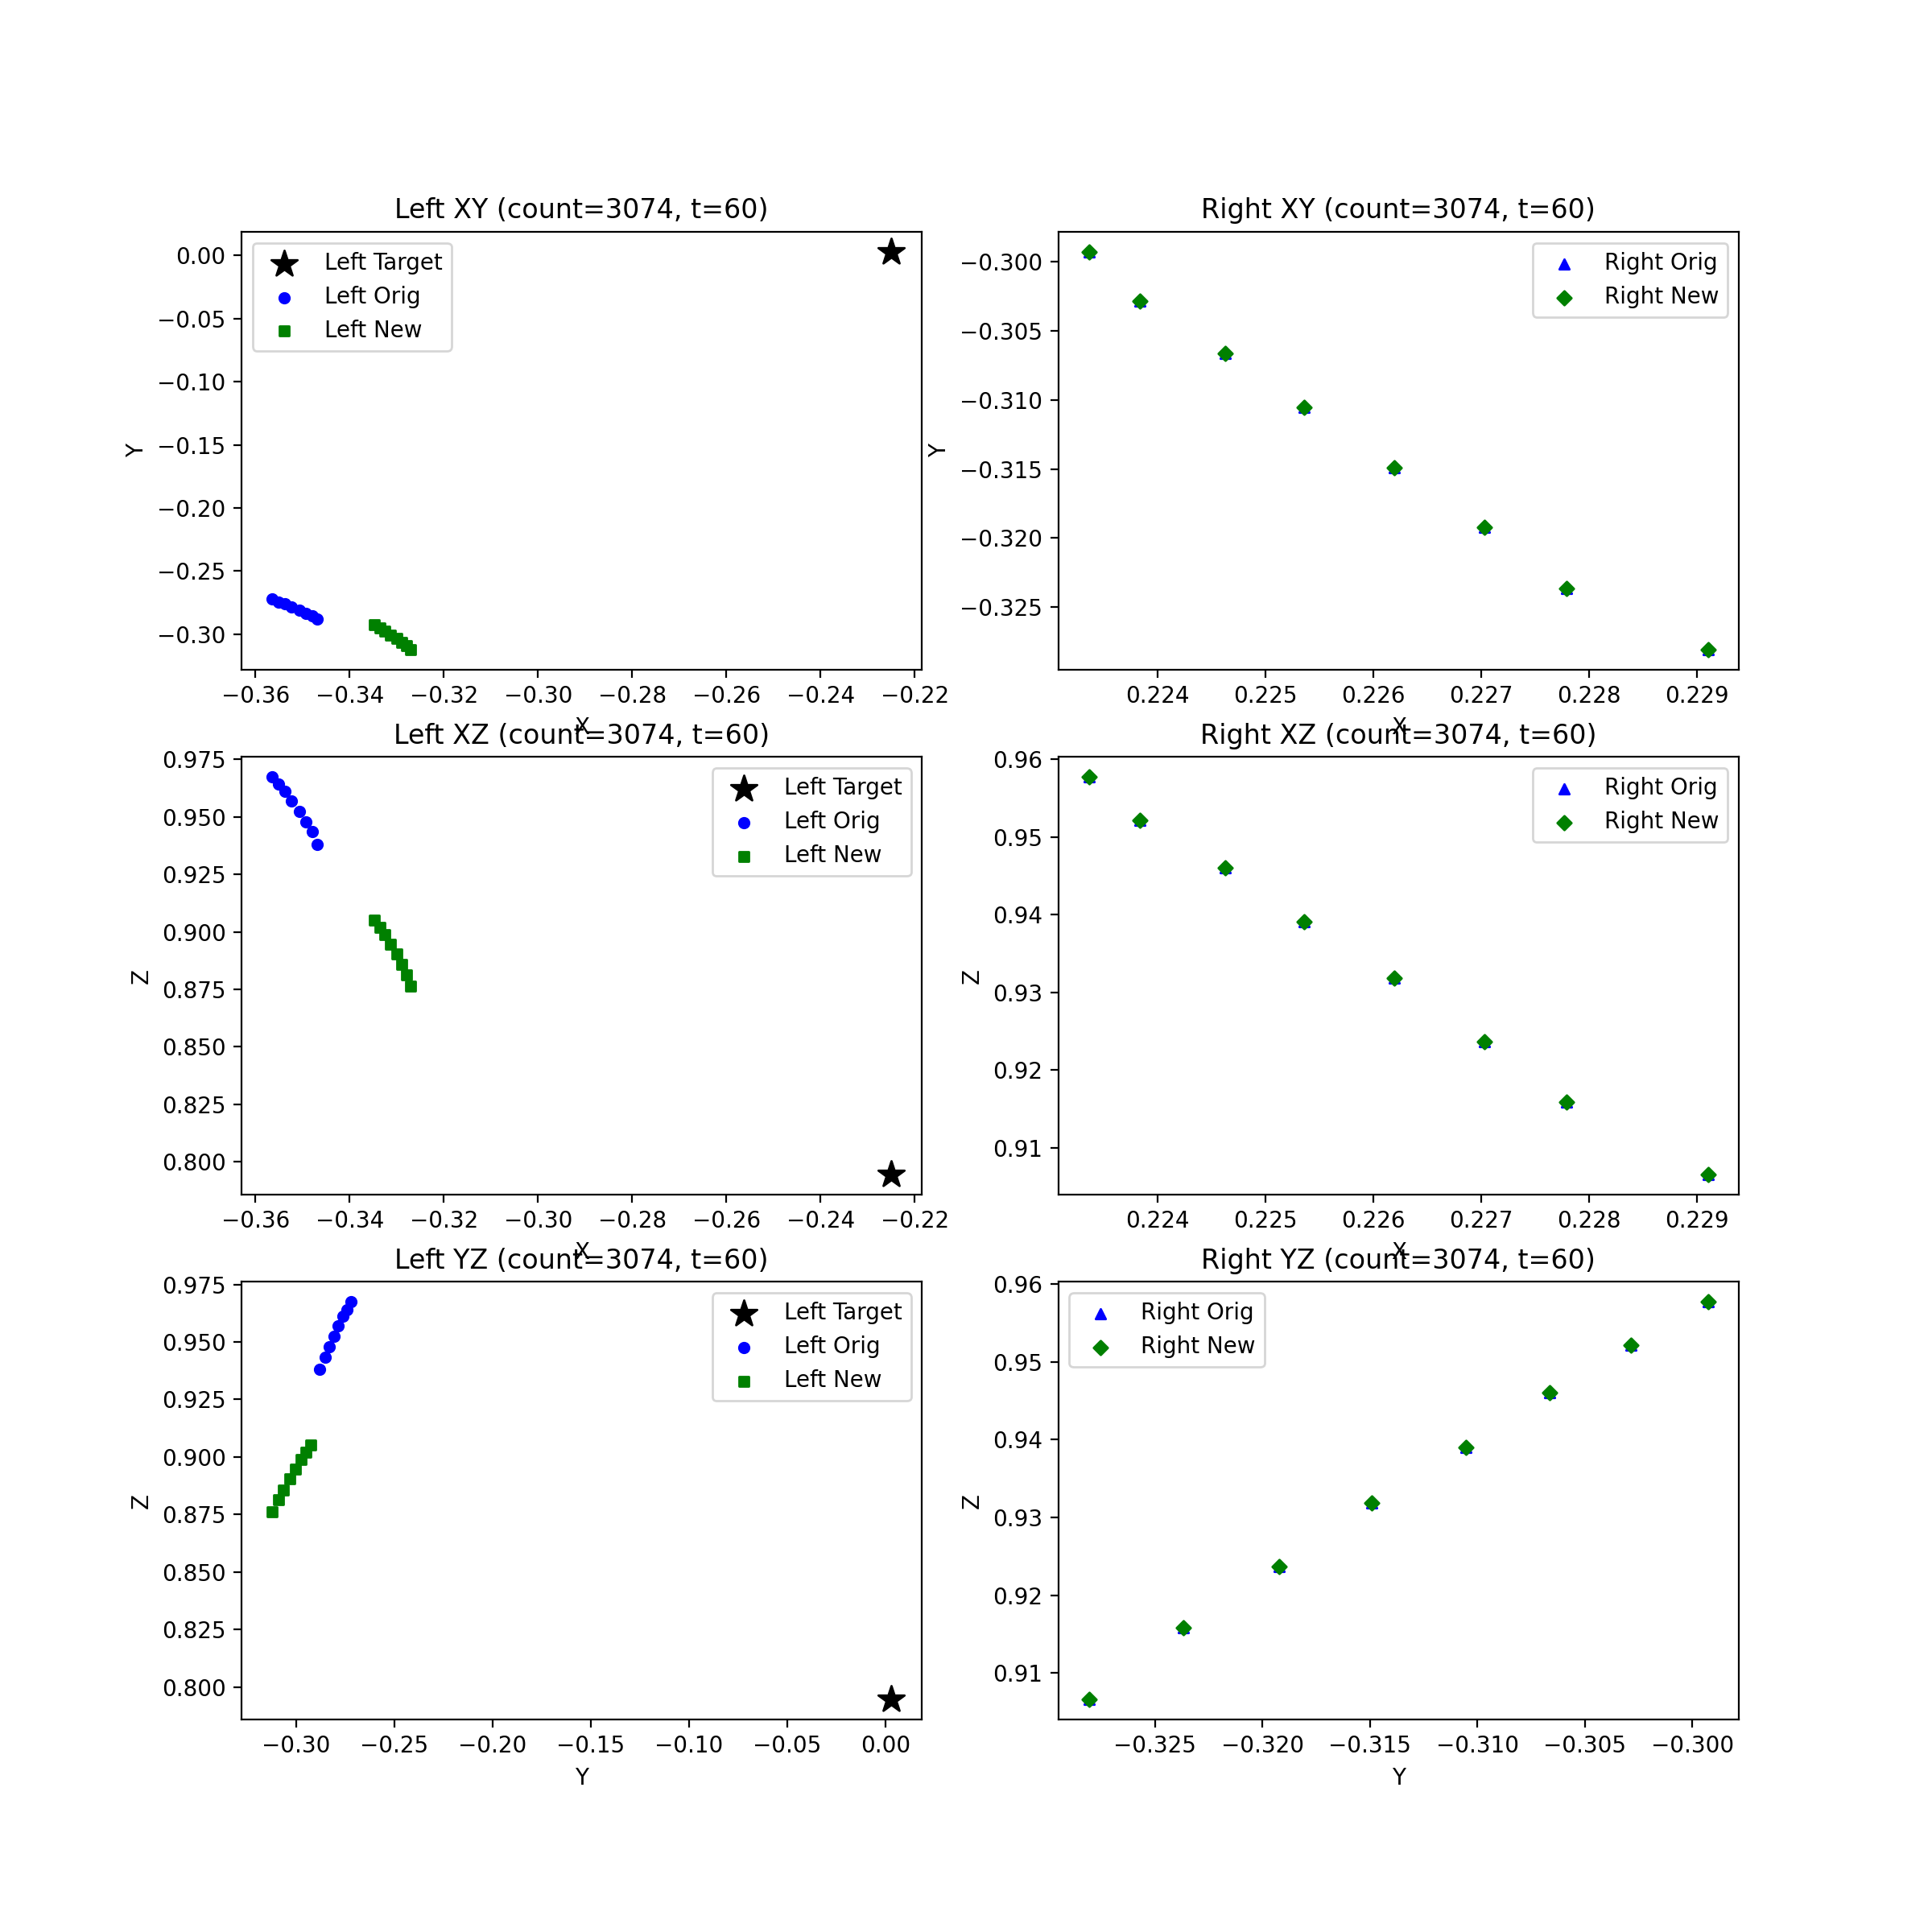 Left XY (count=3074, t=60)
Left Target
Left Orig
Left New
0.00
−0.05
−0.10
−0.15
−0.20
−0.25
−0.30
Y
−0.36
−0.34
−0.32
−0.30
−0.28
−0.26
−0.24
−0.22
X
Right XY (count=3074, t=60)
Right Orig
Right New
−0.300
−0.305
−0.310
−0.315
−0.320
−0.325
Y
0.224
0.225
0.226
0.227
0.228
0.229
X
Left XZ (count=3074, t=60)
Left Target
Left Orig
Left New
0.975
0.950
0.925
0.900
0.875
0.850
0.825
0.800
Z
−0.36
−0.34
−0.32
−0.30
−0.28
−0.26
−0.24
−0.22
X
Right XZ (count=3074, t=60)
Right Orig
Right New
0.96
0.95
0.94
0.93
0.92
0.91
Z
0.224
0.225
0.226
0.227
0.228
0.229
X
Left YZ (count=3074, t=60)
Left Target
Left Orig
Left New
0.975
0.950
0.925
0.900
0.875
0.850
0.825
0.800
Z
−0.30
−0.25
−0.20
−0.15
−0.10
−0.05
0.00
Y
Right YZ (count=3074, t=60)
Right Orig
Right New
0.96
0.95
0.94
0.93
0.92
0.91
Z
−0.325
−0.320
−0.315
−0.310
−0.305
−0.300
Y